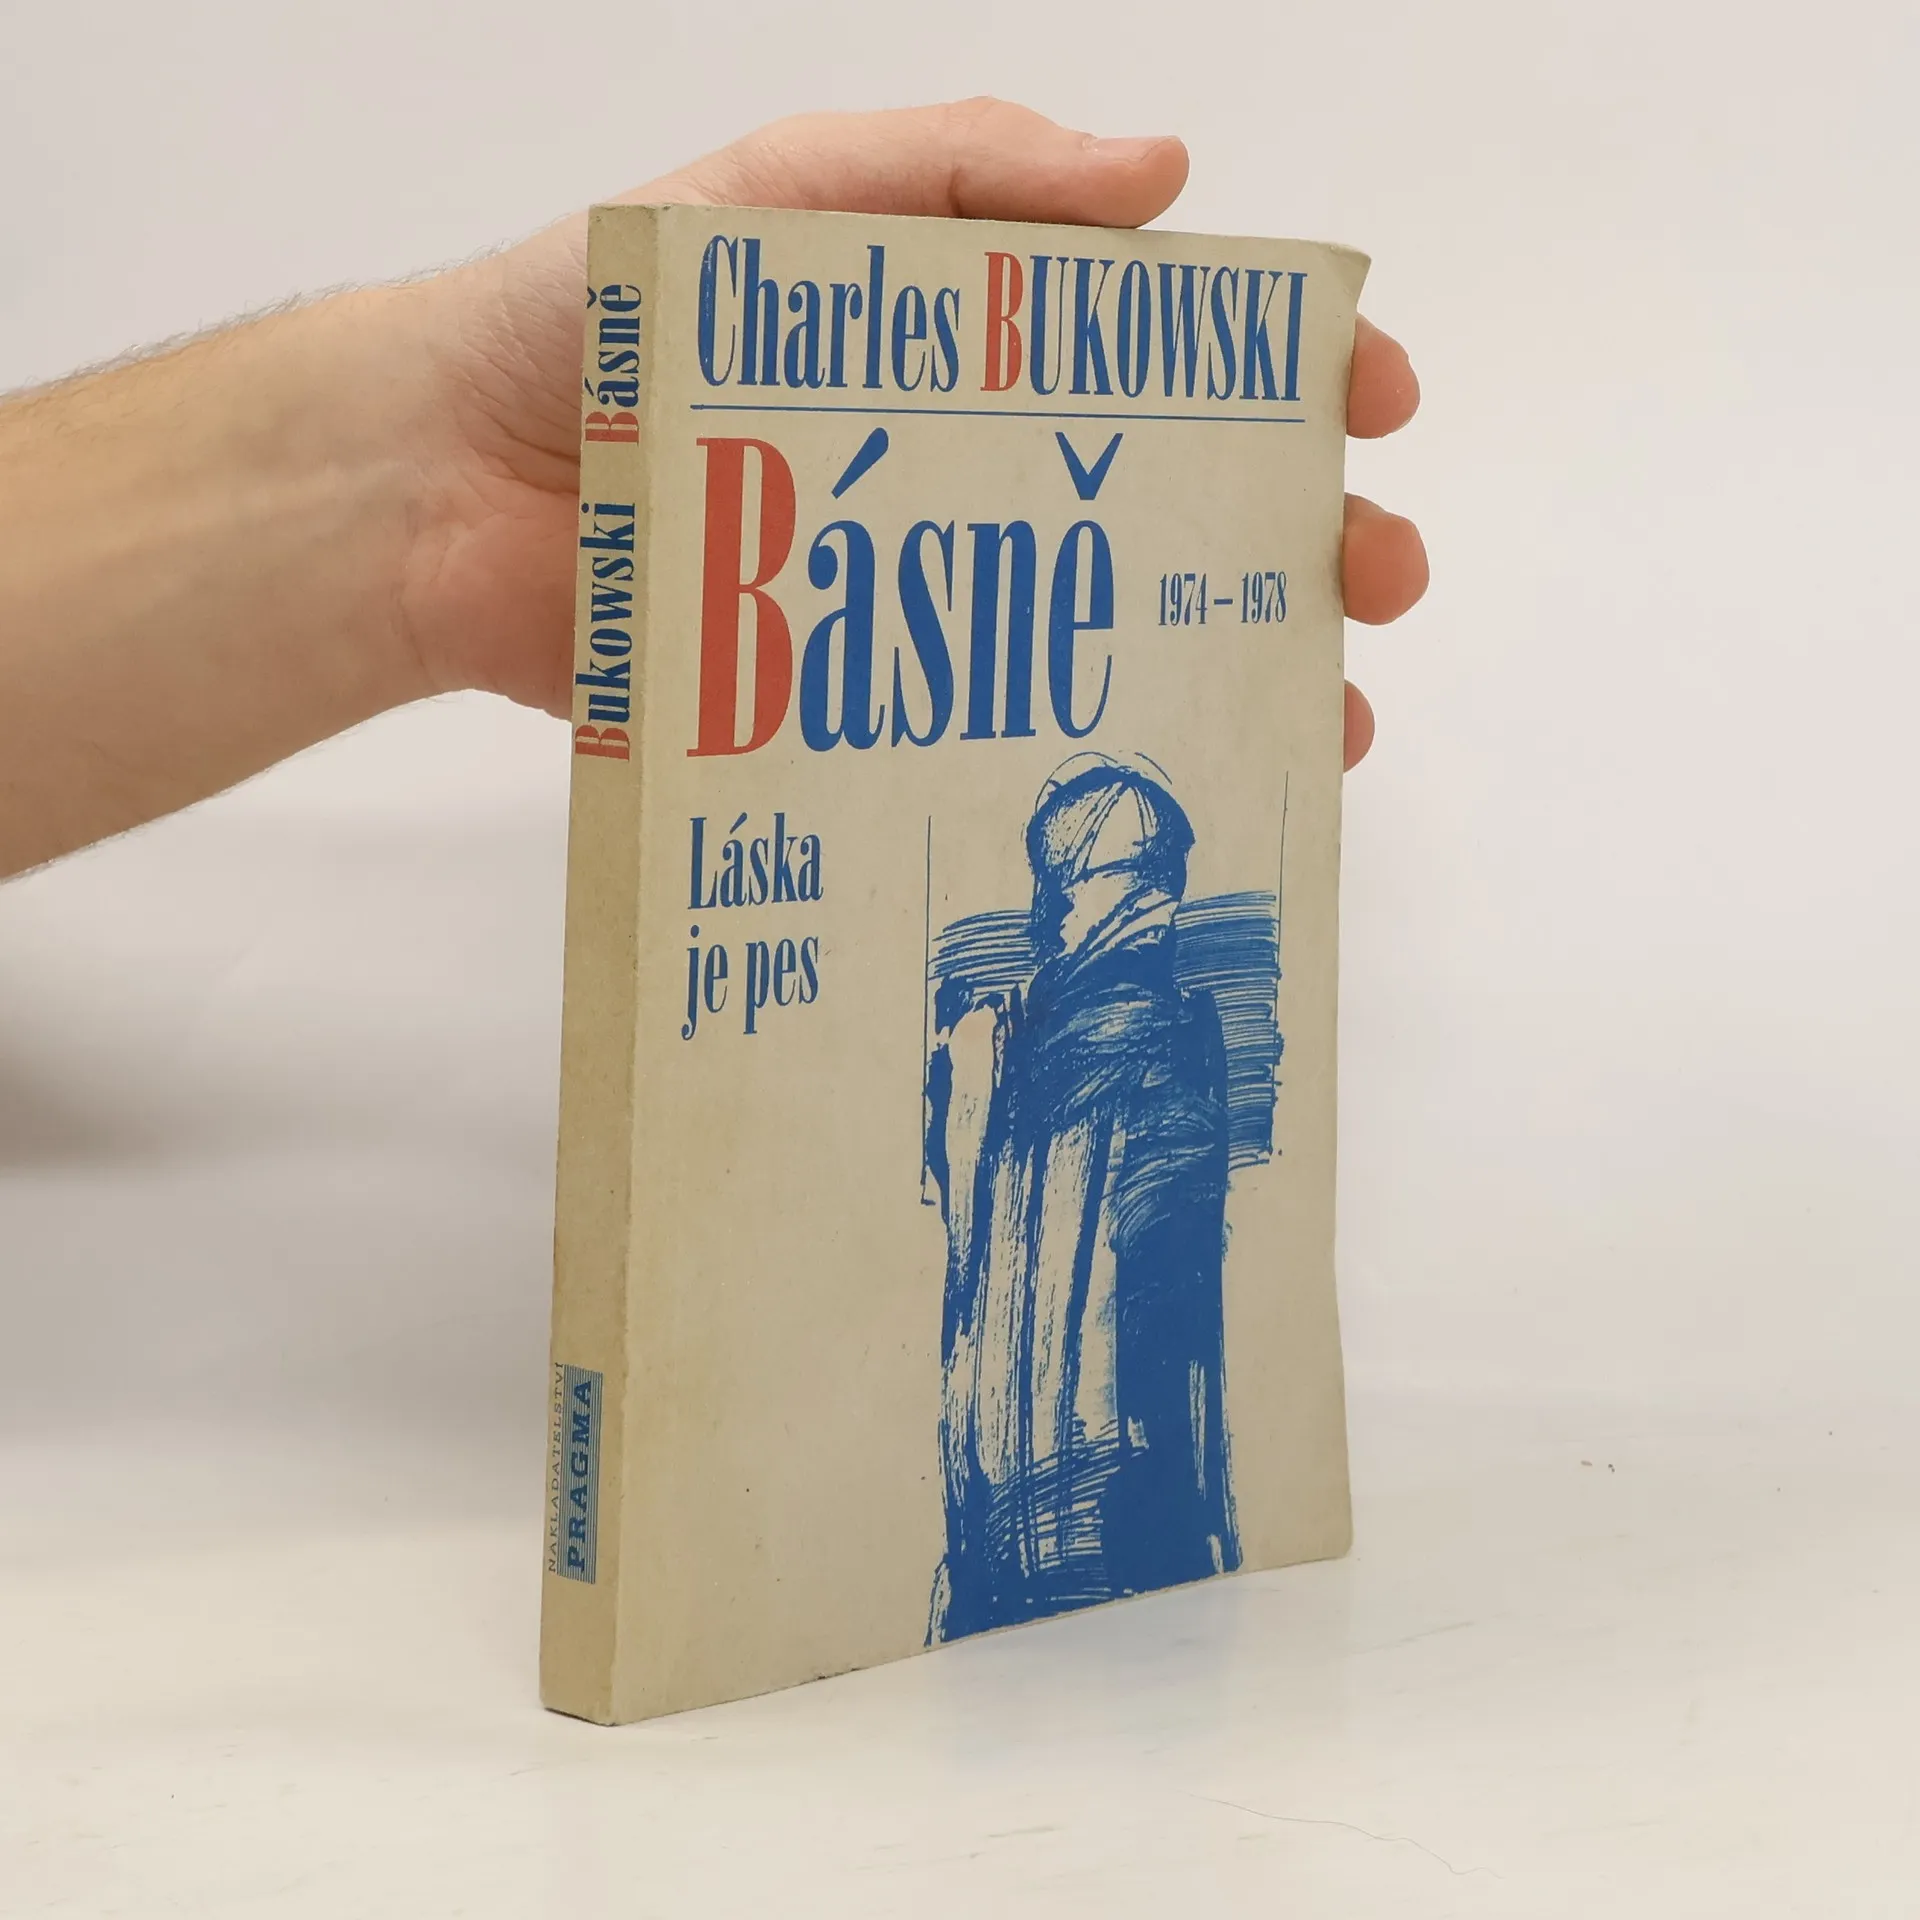 Charles BUKOWSKI
Básně
1974 – 1978
Láska
je pes
Bukowski Básně
NAKLADATELSTVÍ
PRAGMA